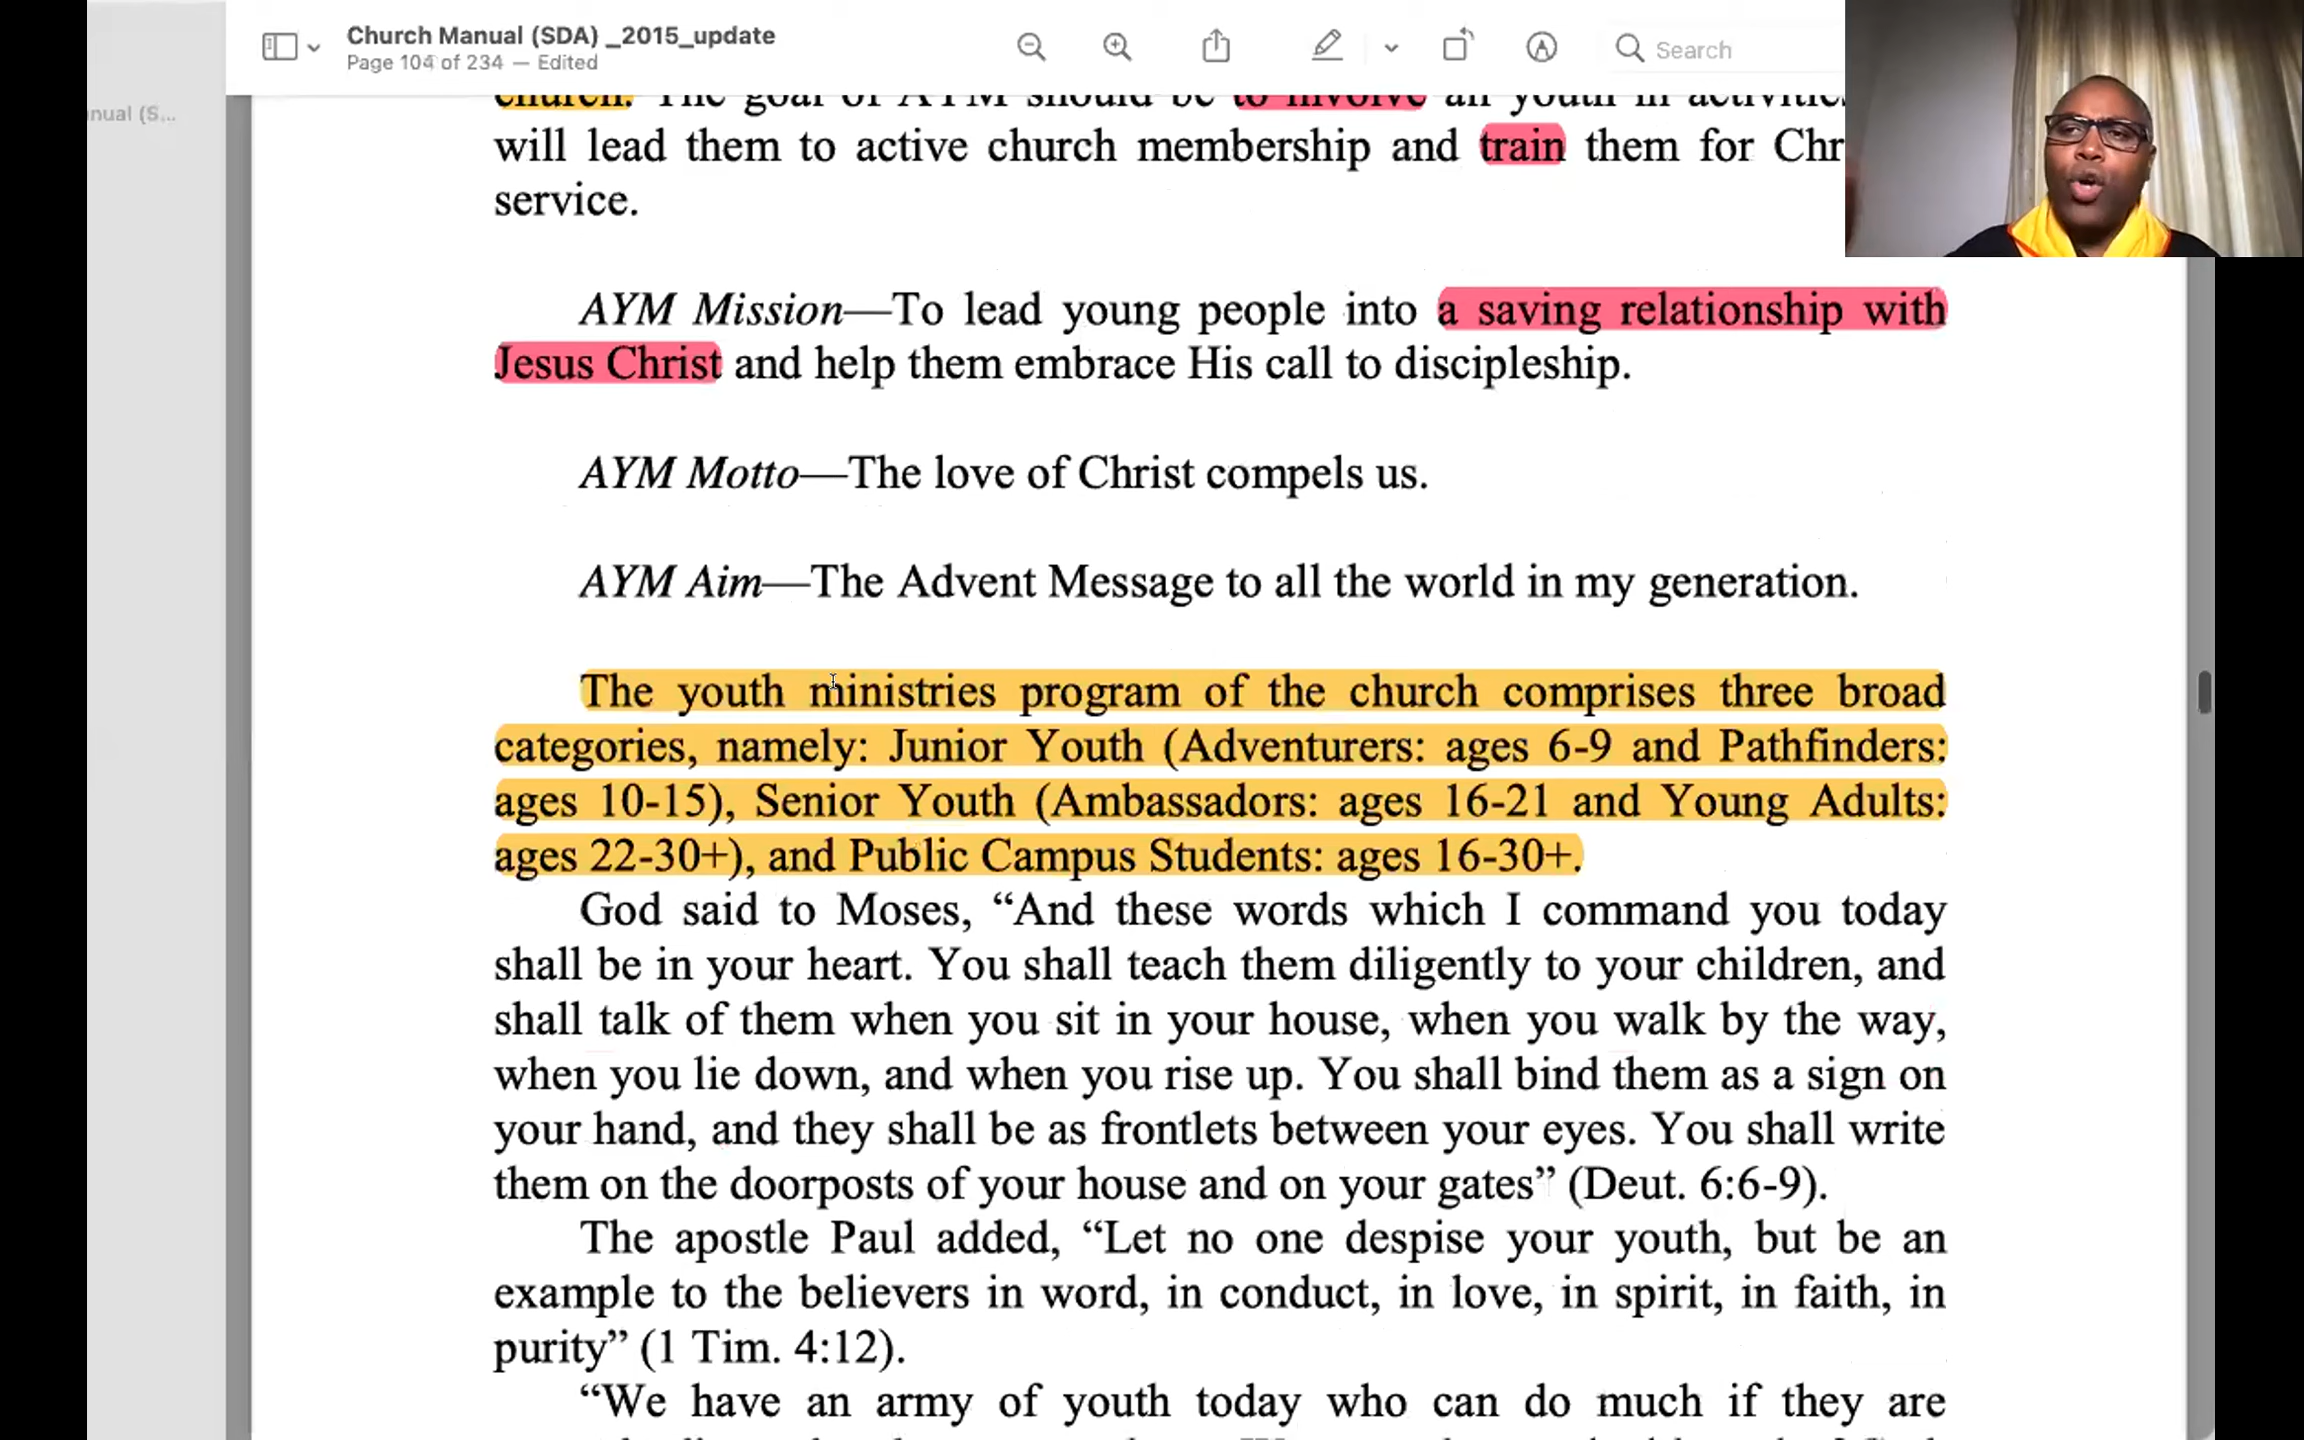 Church Manual (SDA) _2015_update
Page 104 of 234 — Edited
Search
nual (S...
church. The goal of AYM should be to involve all youth in
will lead them to active church membership and train them for Chr
service.
AYM Mission—To lead young people into a saving relationship with
Jesus Christ and help them embrace His call to discipleship.
AYM Motto—The love of Christ compels us.
AYM Aim—The Advent Message to all the world in my generation.
The youth ministries program of the church comprises three broad
categories, namely: Junior Youth (Adventurers: ages 6-9 and Pathfinders:
ages 10-15), Senior Youth (Ambassadors: ages 16-21 and Young Adults:
ages 22-30+), and Public Campus Students: ages 16-30+.
God said to Moses, “And these words which I command you today
shall be in your heart. You shall teach them diligently to your children, and
shall talk of them when you sit in your house, when you walk by the way,
when you lie down, and when you rise up. You shall bind them as a sign on
your hand, and they shall be as frontlets between your eyes. You shall write
them on the doorposts of your house and on your gates” (Deut. 6:6-9).
The apostle Paul added, “Let no one despise your youth, but be an
example to the believers in word, in conduct, in love, in spirit, in faith, in
purity” (1 Tim. 4:12).
“We have an army of youth today who can do much if they are